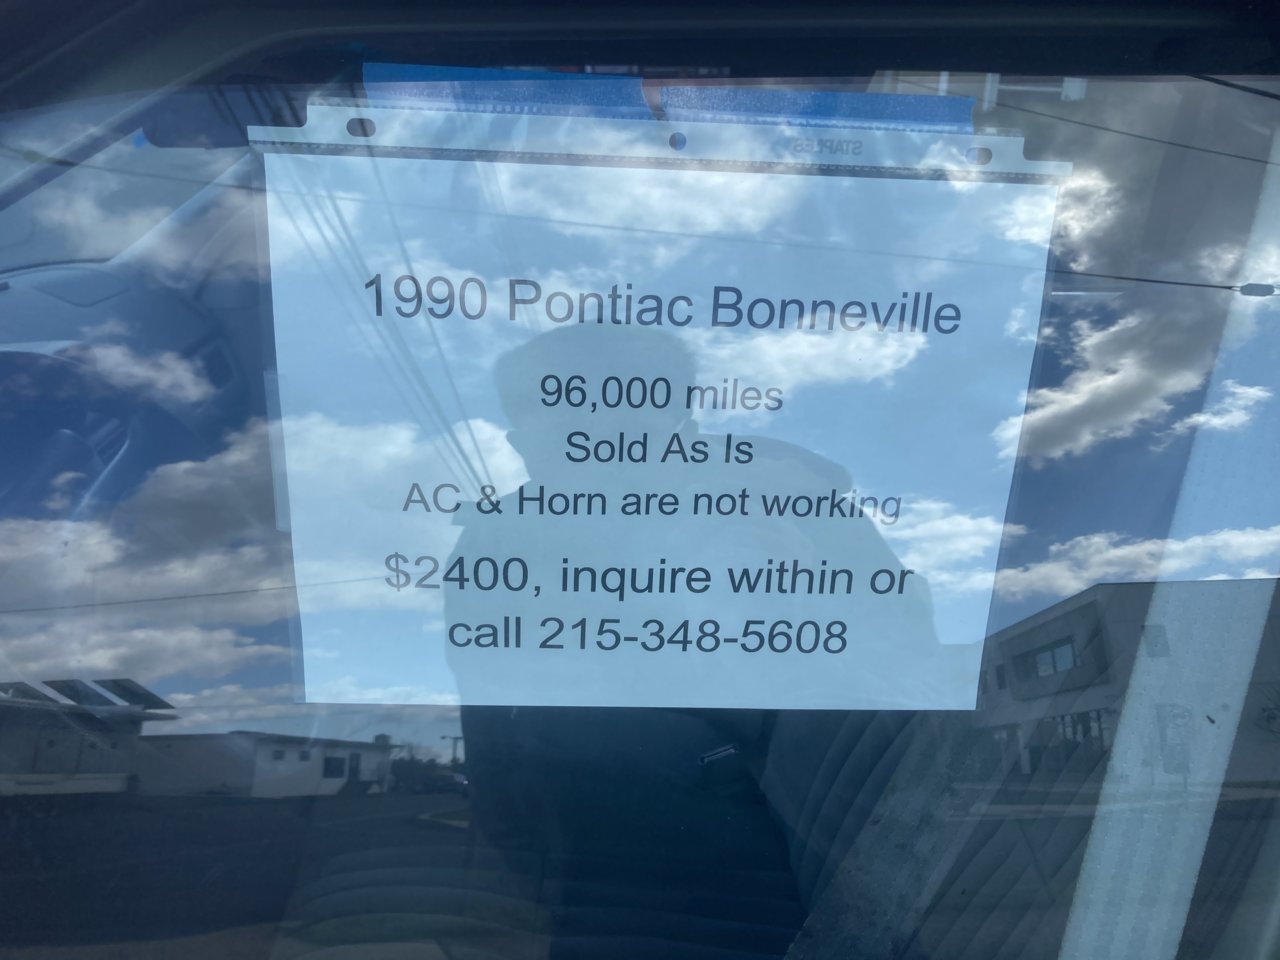 STAPLES
1990 Pontiac Bonneville
96,000 miles
Sold As Is
AC & Horn are not working
$2400, inquire within or
call 215-348-5608